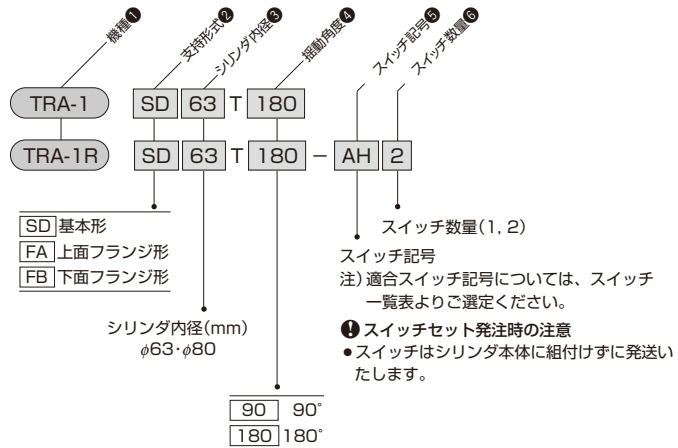 機種❶
支持形式❷
シリンダ内径❸
揺動角度❹
スイッチ記号❺
スイッチ数量❻
TRA-1 SD 63 T 180
TRA-1R SD 63 T 180 − AH 2
SD 基本形
FA 上面フランジ形
FB 下面フランジ形
スイッチ数量(1, 2)
スイッチ記号
注) 適合スイッチ記号については、スイッチ
一覧表よりご選定ください。
シリンダ内径(mm)
φ63・φ80
! スイッチセット発注時の注意
●スイッチはシリンダ本体に組付けずに発送い
たします。
90 90°
180 180°